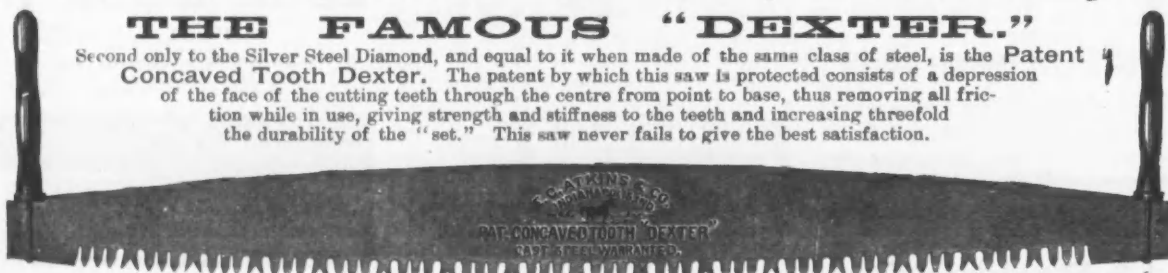 THE FAMOUS "DEXTER."
Second only to the Silver Steel Diamond, and equal to it when made of the same class of steel, is the Patent
Concaved Tooth Dexter. The patent by which this saw is protected consists of a depression
of the face of the cutting teeth through the centre from point to base, thus removing all fric-
tion while in use, giving strength and stiffness to the teeth and increasing threefold
the durability of the "set." This saw never fails to give the best satisfaction.
E.C. ATKINS & CO.
INDIANAPOLIS, IND.
PAT. CONCAVED TOOTH "DEXTER"
CAST STEEL WARRANTED.